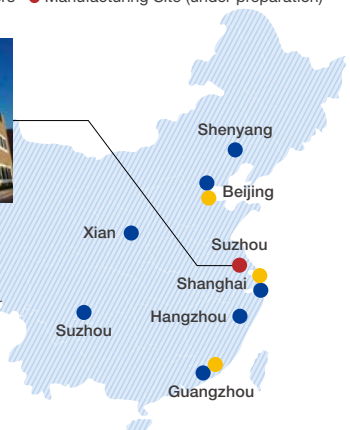 Manufacturing Site (under preparation)
Shenyang
Beijing
Xian
Suzhou
Shanghai
Hangzhou
Suzhou
Guangzhou